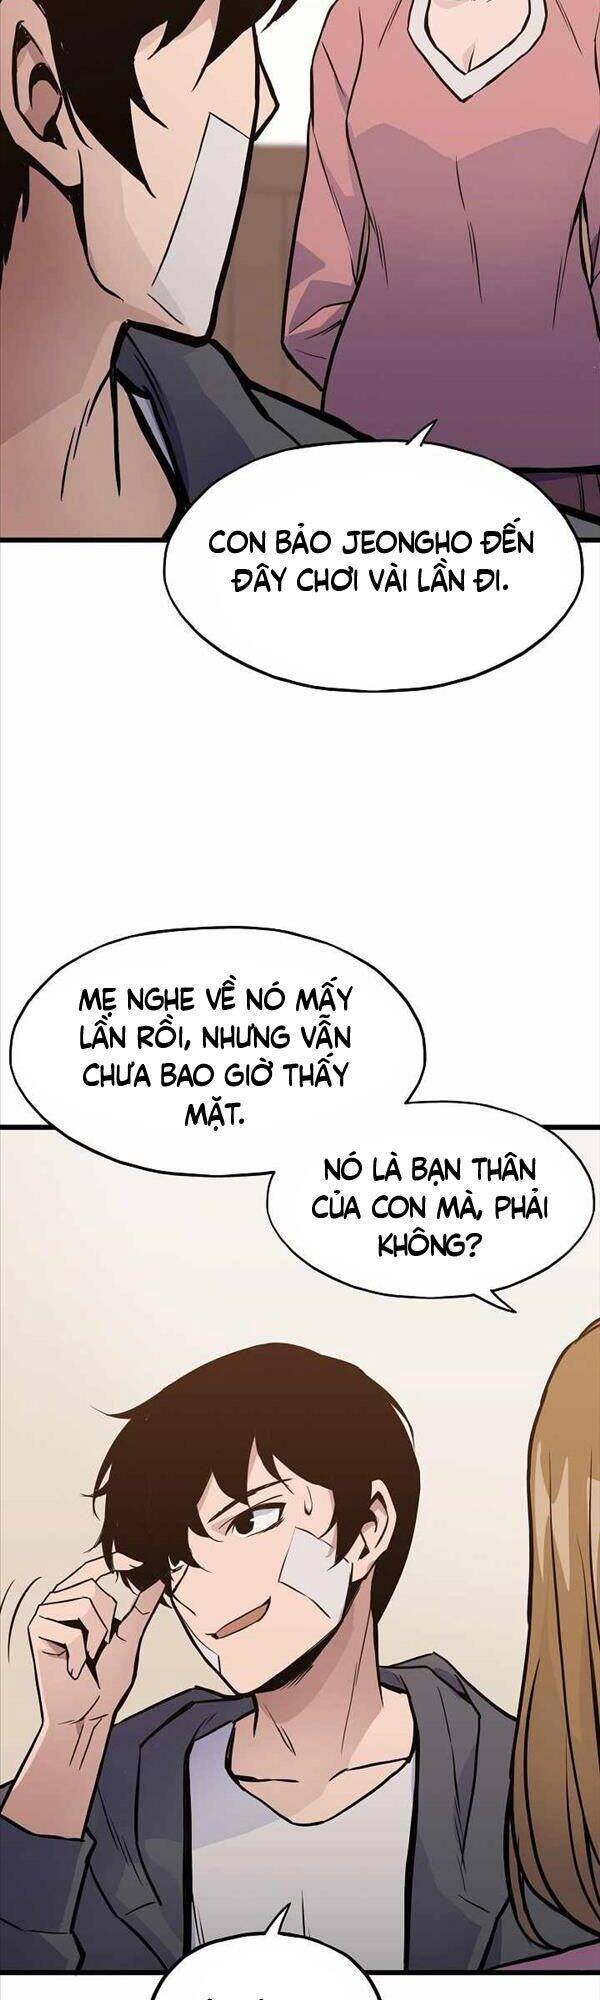 CON BẢO JEONGHO ĐẾN
ĐÂY CHƠI VÀI LẦN ĐI.
MẸ NGHE VỀ NÓ MẤY
LẦN RỒI, NHƯNG VẪN
CHƯA BAO GIỜ THẤY
MẶT.
NÓ LÀ BẠN THÂN
CỦA CON MÀ, PHẢI
KHÔNG?